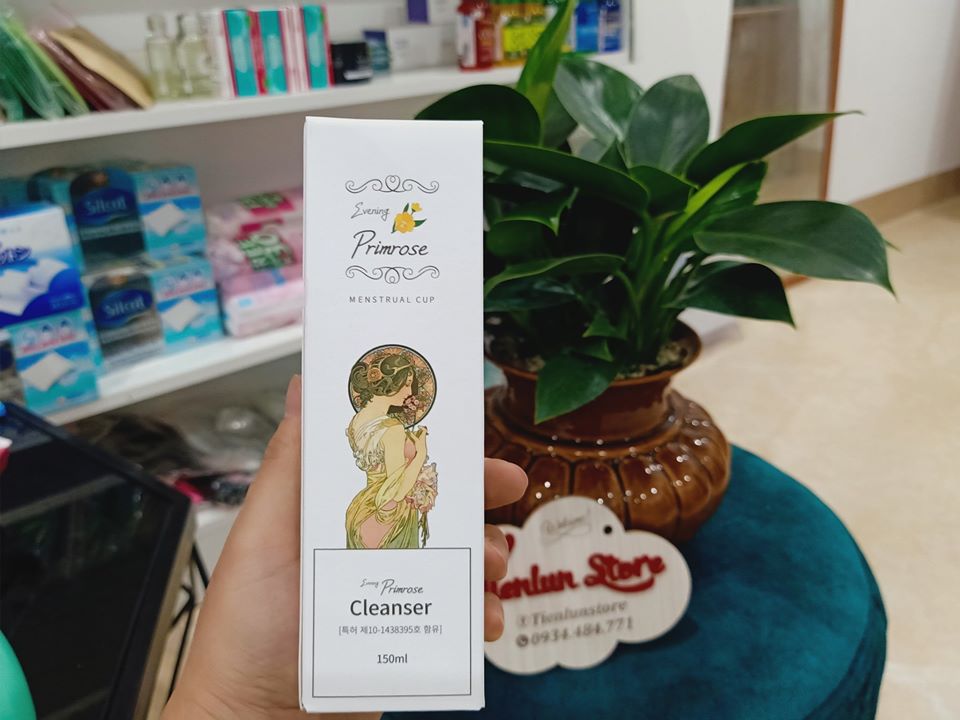 Evening
Primrose
MENSTRUAL CUP
Evening Primrose
Cleanser
[특허 제10-1438395호 함유]
150ml
Silcot
Silcot
Welcome!
Store
Tienlunstore
0934.484.771